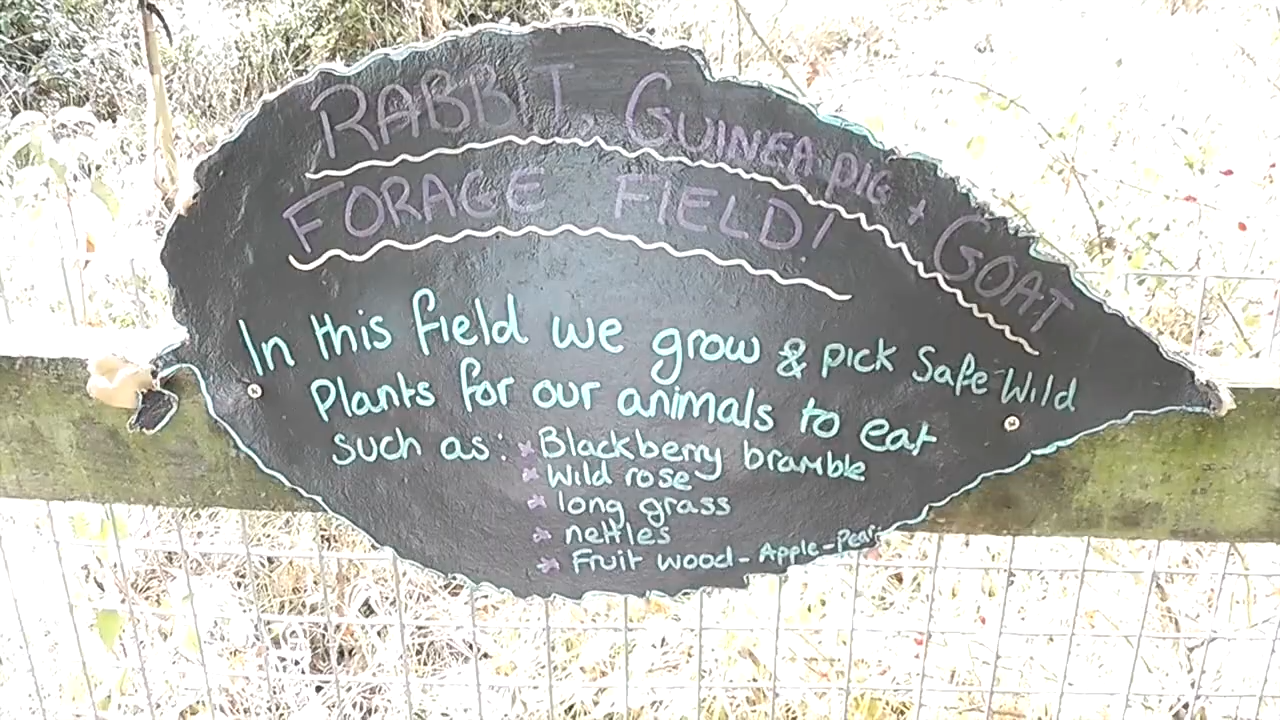 RABBIT, GUINEA PIG + GOAT
FORAGE FIELD!
In this field we grow & pick Safe Wild
Plants for our animals to eat
such as: * Blackberry bramble
* Wild rose
* long grass
* nettles
* Fruit wood - Apple - Pear